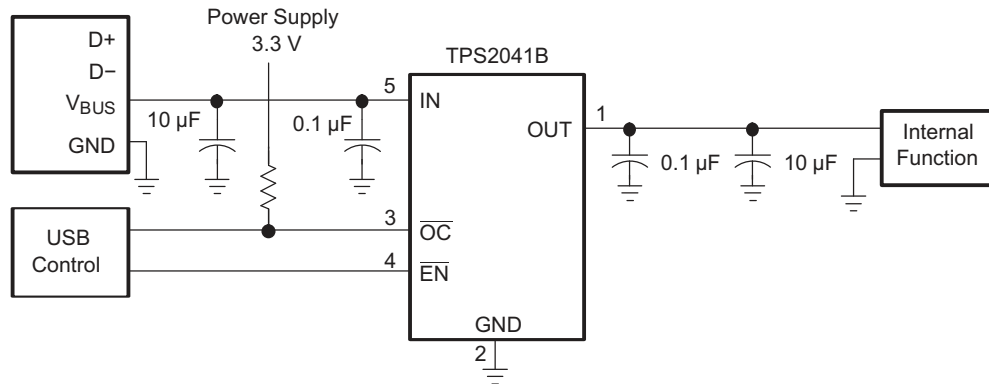 Power Supply
3.3 V
TPS2041B
D+
D−
VBUS
GND
10 µF
0.1 µF
5
IN
OUT
1
0.1 µF
10 µF
Internal
Function
USB
Control
3
OC
4
EN
GND
2